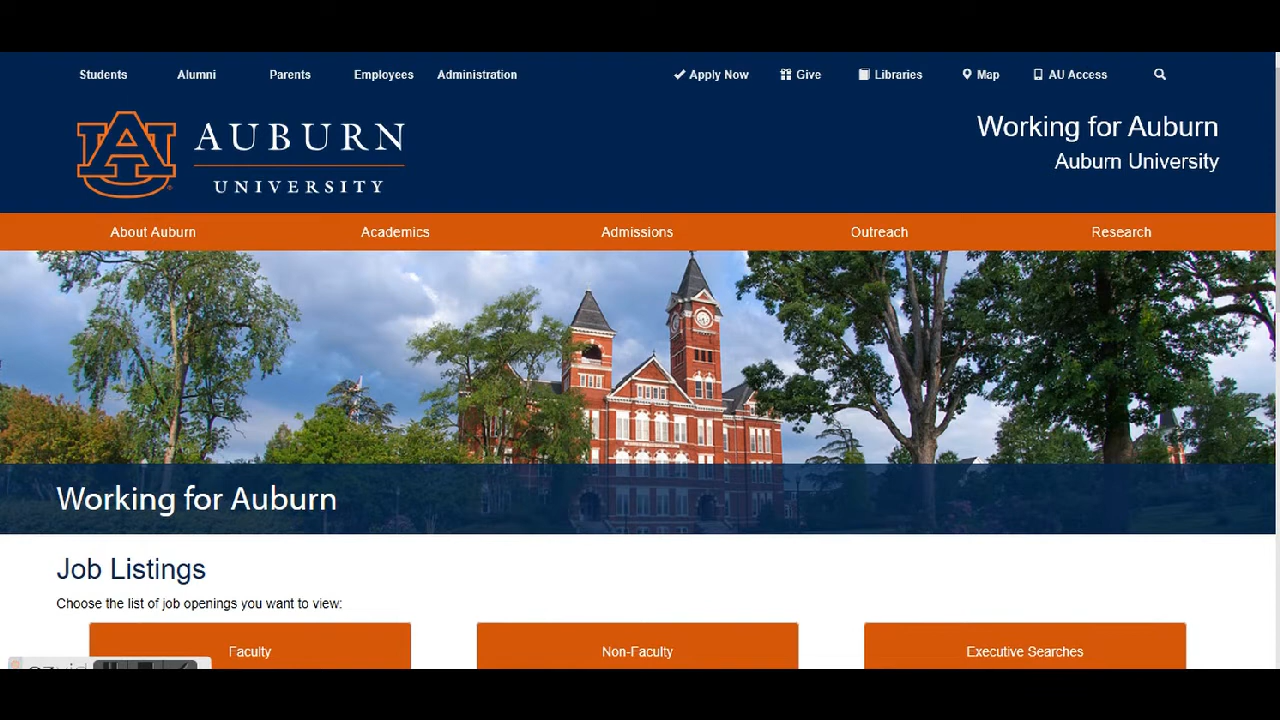 Students Alumni Parents Employees Administration Apply Now Give Libraries Map AU Access
AUBURN
UNIVERSITY
Working for Auburn
Auburn University
About Auburn Academics Admissions Outreach Research
Working for Auburn
Job Listings
Choose the list of job openings you want to view:
Faculty Non-Faculty Executive Searches